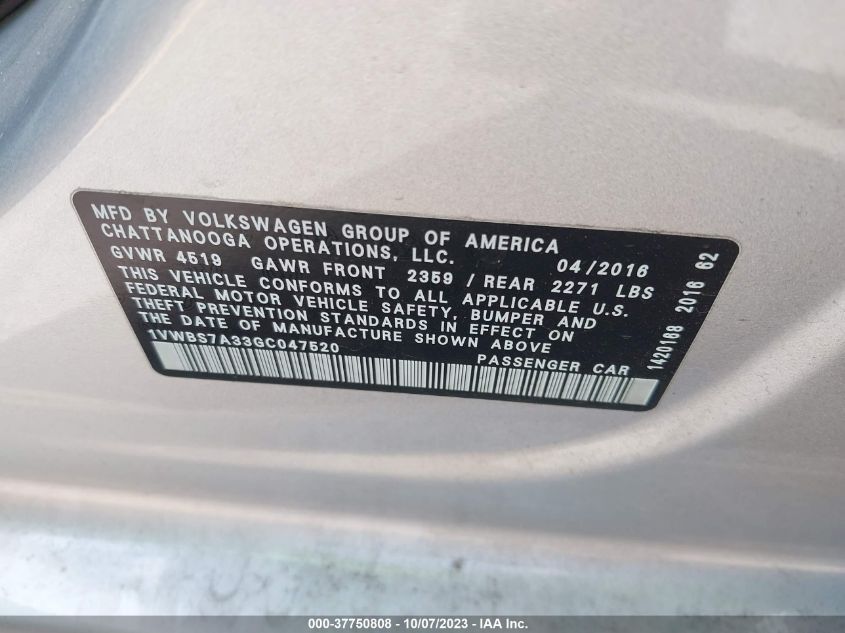 MFD BY VOLKSWAGEN GROUP OF AMERICA
CHATTANOOGA OPERATIONS, LLC.
GVWR 4519 GAWR FRONT 2359 / REAR 2271 LBS 04/2016
THIS VEHICLE CONFORMS TO ALL APPLICABLE U.S.
FEDERAL MOTOR VEHICLE SAFETY, BUMPER AND
THEFT PREVENTION STANDARDS IN EFFECT ON
THE DATE OF MANUFACTURE SHOWN ABOVE
1VWBS7A33GC047520 PASSENGER CAR
1420168 2016 62
000-37750808 - 10/07/2023 - IAA Inc.